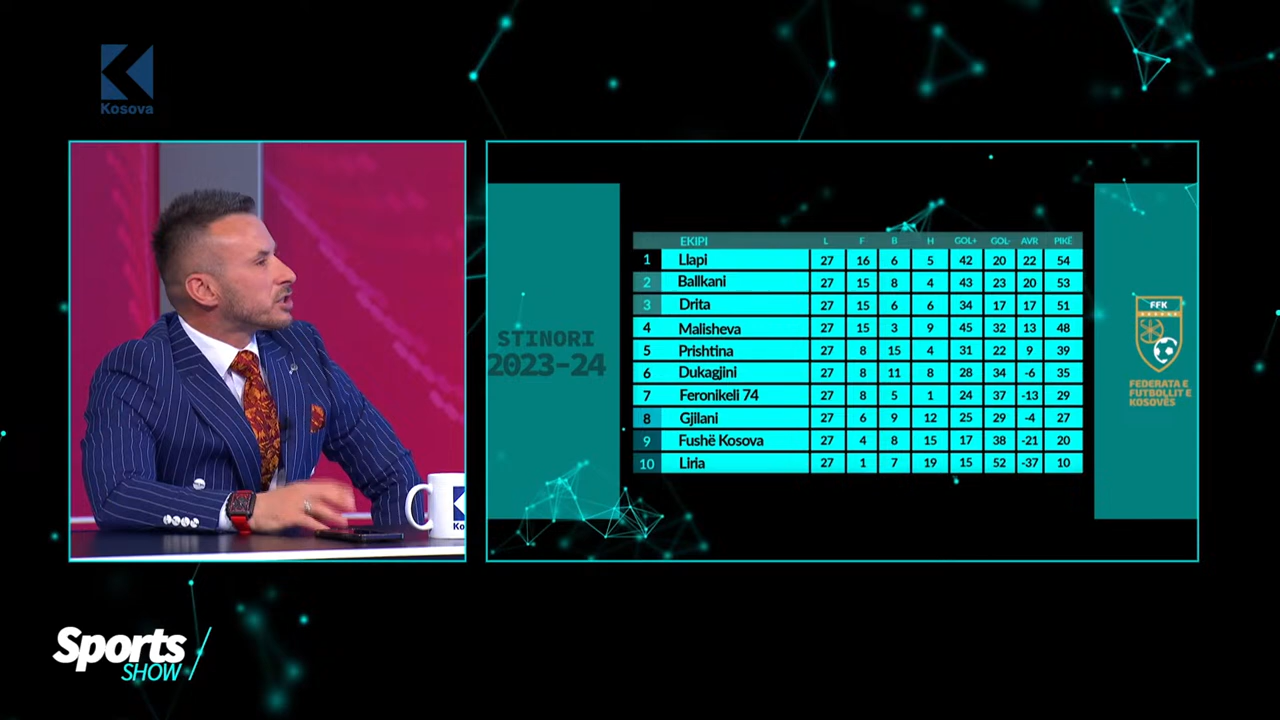 Kosova
STINORI
2023-24
EKIPI L F B H GOL+ GOL- AVR PIKË
1 Llapi 27 16 6 5 42 20 22 54
2 Ballkani 27 15 8 4 43 23 20 53
3 Drita 27 15 6 6 34 17 17 51
4 Malisheva 27 15 3 9 45 32 13 48
5 Prishtina 27 8 15 4 31 22 9 39
6 Dukagjini 27 8 11 8 28 34 -6 35
7 Feronikeli 74 27 8 5 1 24 37 -13 29
8 Gjilani 27 6 9 12 25 29 -4 27
9 Fushë Kosova 27 4 8 15 17 38 -21 20
10 Liria 27 1 7 19 15 52 -37 10
FFK
FEDERATA E
FUTBOLLIT E
KOSOVËS
Ko
Sports
SHOW